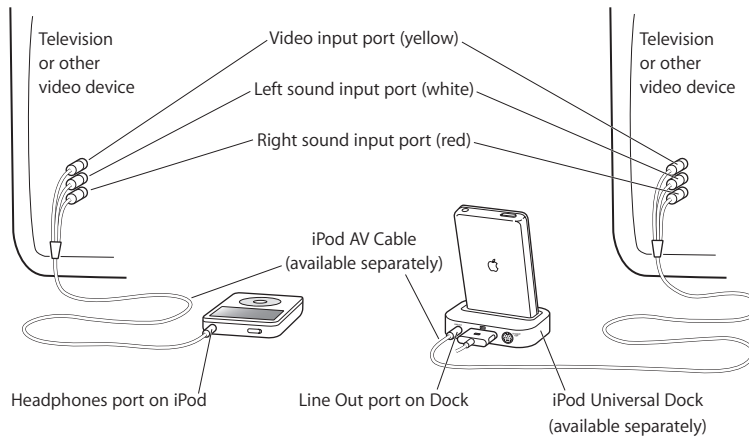 Television
or other
video device
Video input port (yellow)
Left sound input port (white)
Right sound input port (red)
Television
or other
video device
iPod AV Cable
(available separately)
Headphones port on iPod
Line Out port on Dock
iPod Universal Dock
(available separately)